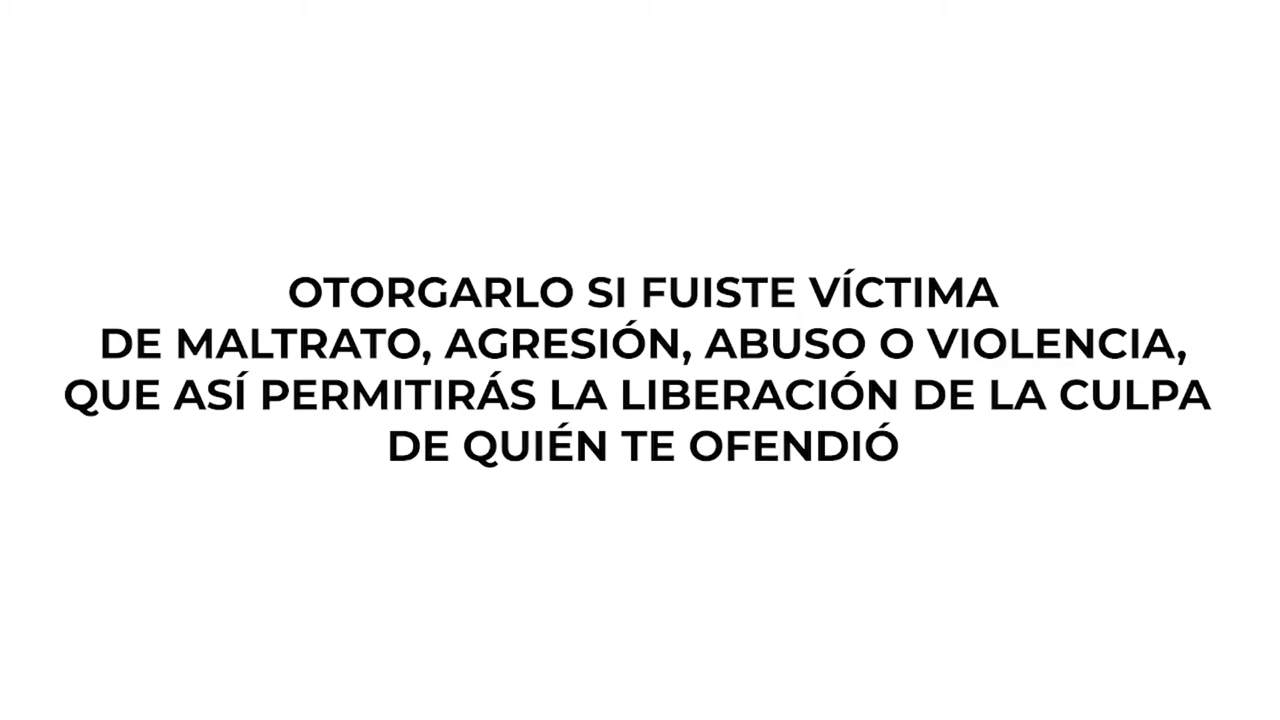 OTORGARLO SI FUISTE VÍCTIMA
DE MALTRATO, AGRESIÓN, ABUSO O VIOLENCIA,
QUE ASÍ PERMITIRÁS LA LIBERACIÓN DE LA CULPA
DE QUIÉN TE OFENDIÓ